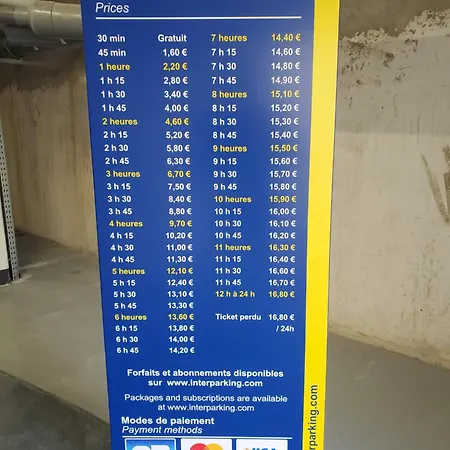 Prices
30 min Gratuit
45 min 1,60 €
1 heure 2,20 €
1 h 15 2,80 €
1 h 30 3,40 €
1 h 45 4,00 €
2 heures 4,60 €
2 h 15 5,20 €
2 h 30 5,80 €
2 h 45 6,30 €
3 heures 6,70 €
3 h 15 7,50 €
3 h 30 8,40 €
3 h 45 8,80 €
4 heures 9,70 €
4 h 15 10,20 €
4 h 30 11,00 €
4 h 45 11,30 €
5 heures 12,10 €
5 h 15 12,40 €
5 h 30 13,10 €
5 h 45 13,30 €
6 heures 13,60 €
6 h 15 13,80 €
6 h 30 14,00 €
6 h 45 14,20 €
7 heures 14,40 €
7 h 15 14,60 €
7 h 30 14,80 €
7 h 45 14,90 €
8 heures 15,10 €
8 h 15 15,20 €
8 h 30 15,30 €
8 h 45 15,40 €
9 heures 15,50 €
9 h 15 15,60 €
9 h 30 15,70 €
9 h 45 15,80 €
10 heures 15,90 €
10 h 15 16,00 €
10 h 30 16,10 €
10 h 45 16,20 €
11 heures 16,30 €
11 h 15 16,40 €
11 h 30 16,60 €
11 h 45 16,70 €
12 h à 24 h 16,80 €
Ticket perdu 16,80 €
/ 24h
Forfaits et abonnements disponibles
sur www.interparking.com
Packages and subscriptions are available
at www.interparking.com
Modes de paiement
Payment methods
CB VISA
rparking.com